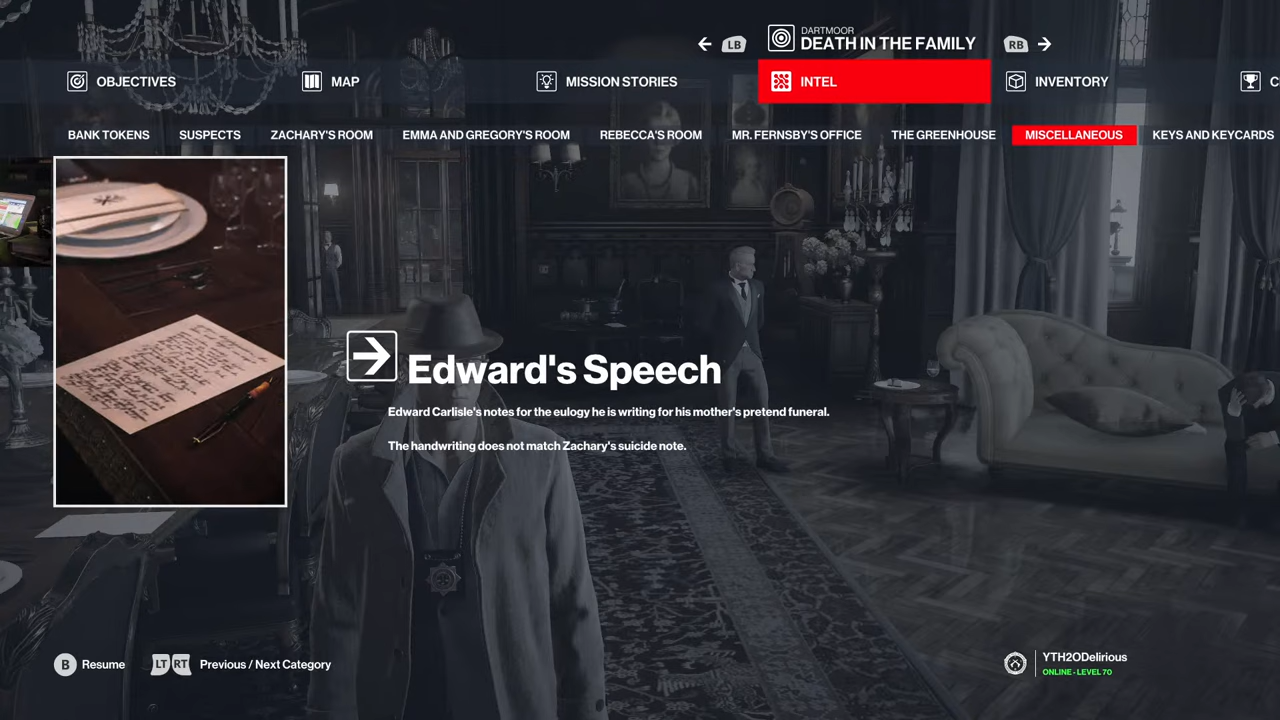 LB
DARTMOOR
DEATH IN THE FAMILY
RB
OBJECTIVES
MAP
MISSION STORIES
INTEL
INVENTORY
C
BANK TOKENS
SUSPECTS
ZACHARY'S ROOM
EMMA AND GREGORY'S ROOM
REBECCA'S ROOM
MR. FERNSBY'S OFFICE
THE GREENHOUSE
MISCELLANEOUS
KEYS AND KEYCARDS
Edward's Speech
Edward Carlisle's notes for the eulogy he is writing for his mother's pretend funeral.
The handwriting does not match Zachary's suicide note.
B Resume
LT RT Previous / Next Category
YTH2ODelirious
ONLINE - LEVEL 70